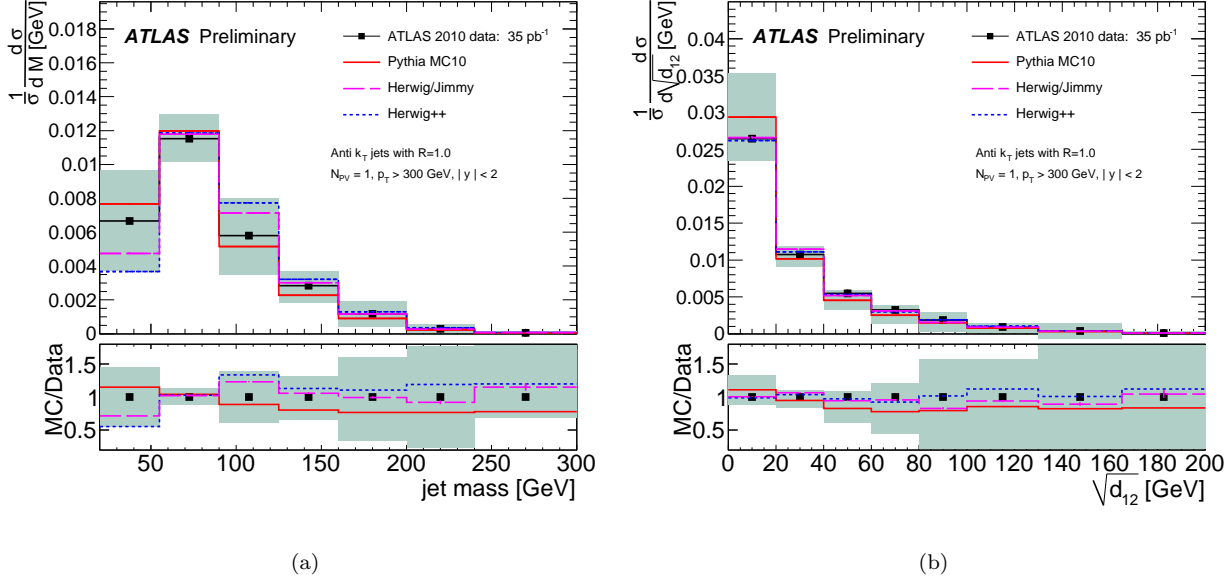 0.018
0.016
0.014
0.012
0.01
0.008
0.006
0.004
0.002
0
1/σ dσ/dM [GeV]
ATLAS Preliminary
ATLAS 2010 data: 35 pb⁻¹
Pythia MC10
Herwig/Jimmy
Herwig++
Anti k_T jets with R=1.0
N_PV = 1, p_T > 300 GeV, | y | < 2
MC/Data
1.5
1
0.5
50 100 150 200 250 300
jet mass [GeV]
(a)
0.04
0.035
0.03
0.025
0.02
0.015
0.01
0.005
0
1/σ dσ/d√d₁₂ [GeV]
ATLAS Preliminary
ATLAS 2010 data: 35 pb⁻¹
Pythia MC10
Herwig/Jimmy
Herwig++
Anti k_T jets with R=1.0
N_PV = 1, p_T > 300 GeV, | y | < 2
MC/Data
1.5
1
0.5
0 20 40 60 80 100 120 140 160 180 200
√d₁₂ [GeV]
(b)